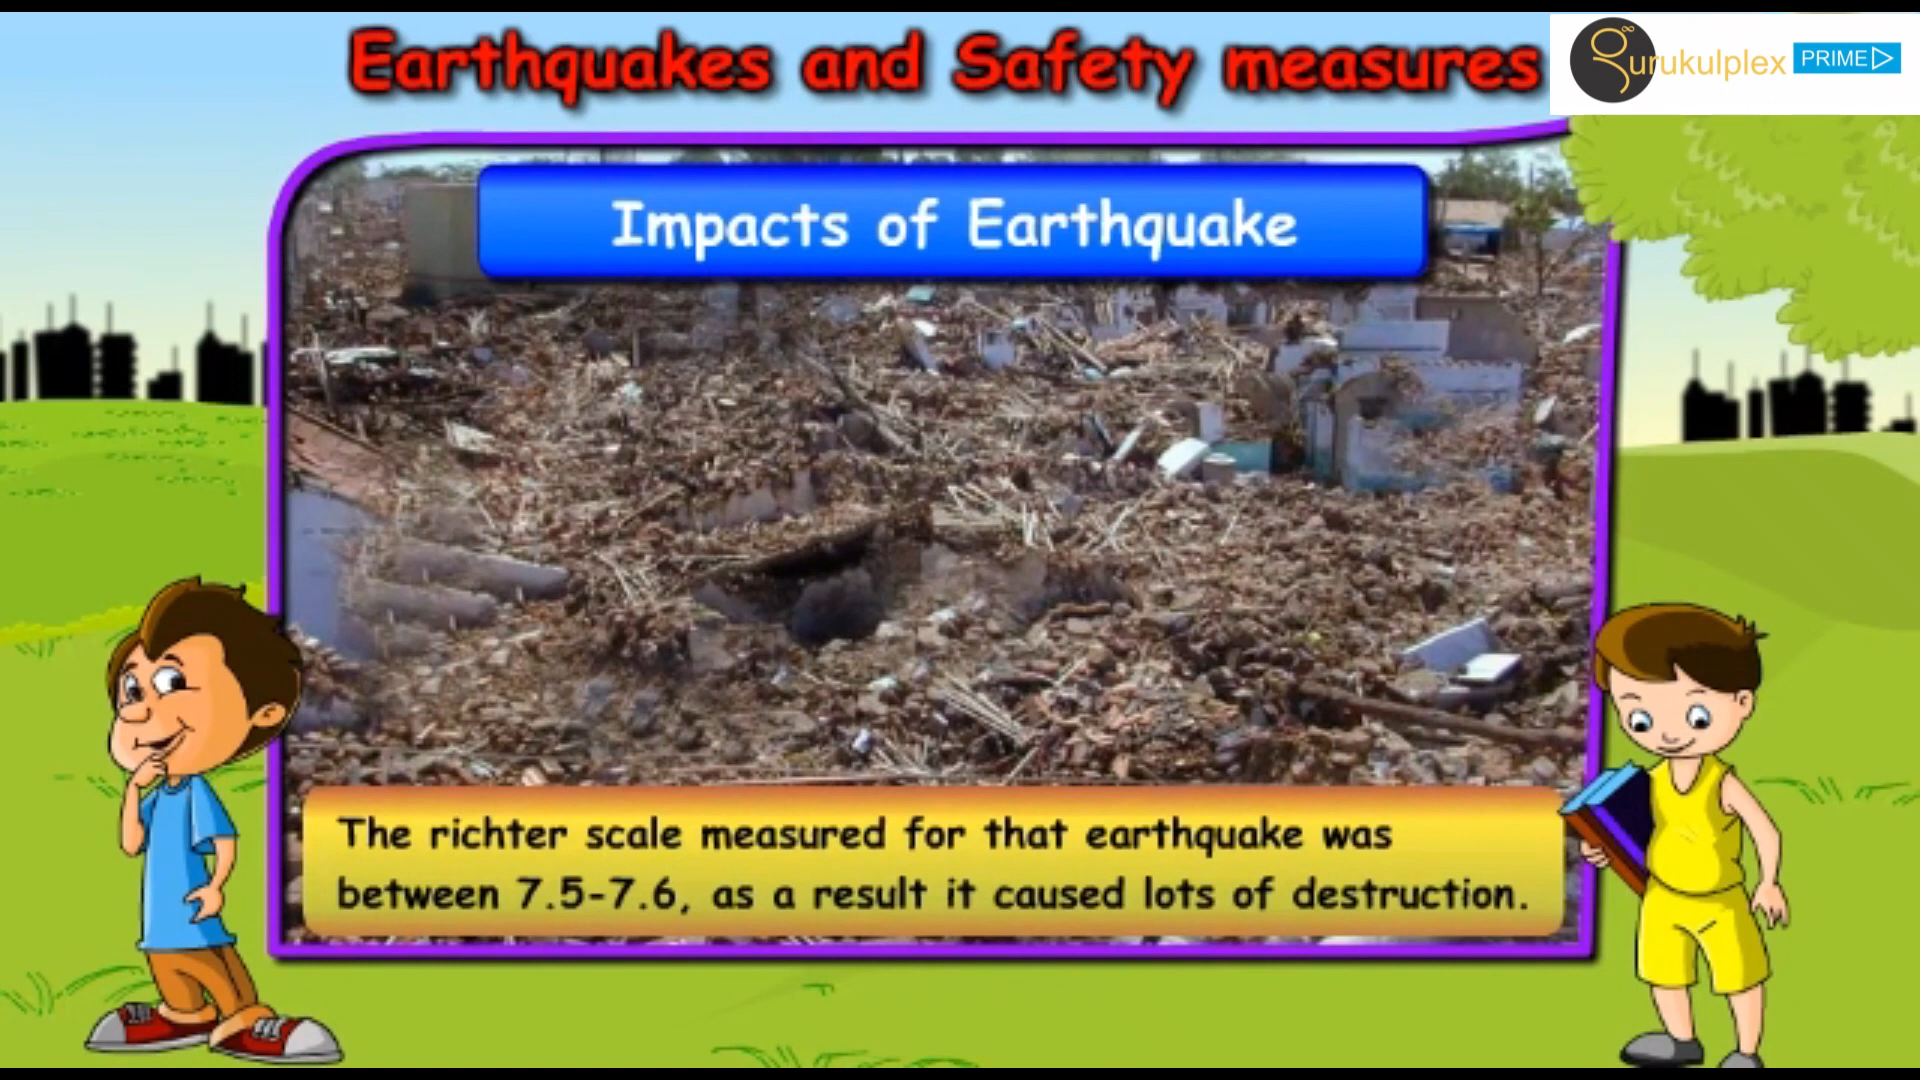 Earthquakes and Safety measures
gurukulplex PRIME
Impacts of Earthquake
The richter scale measured for that earthquake was
between 7.5-7.6, as a result it caused lots of destruction.